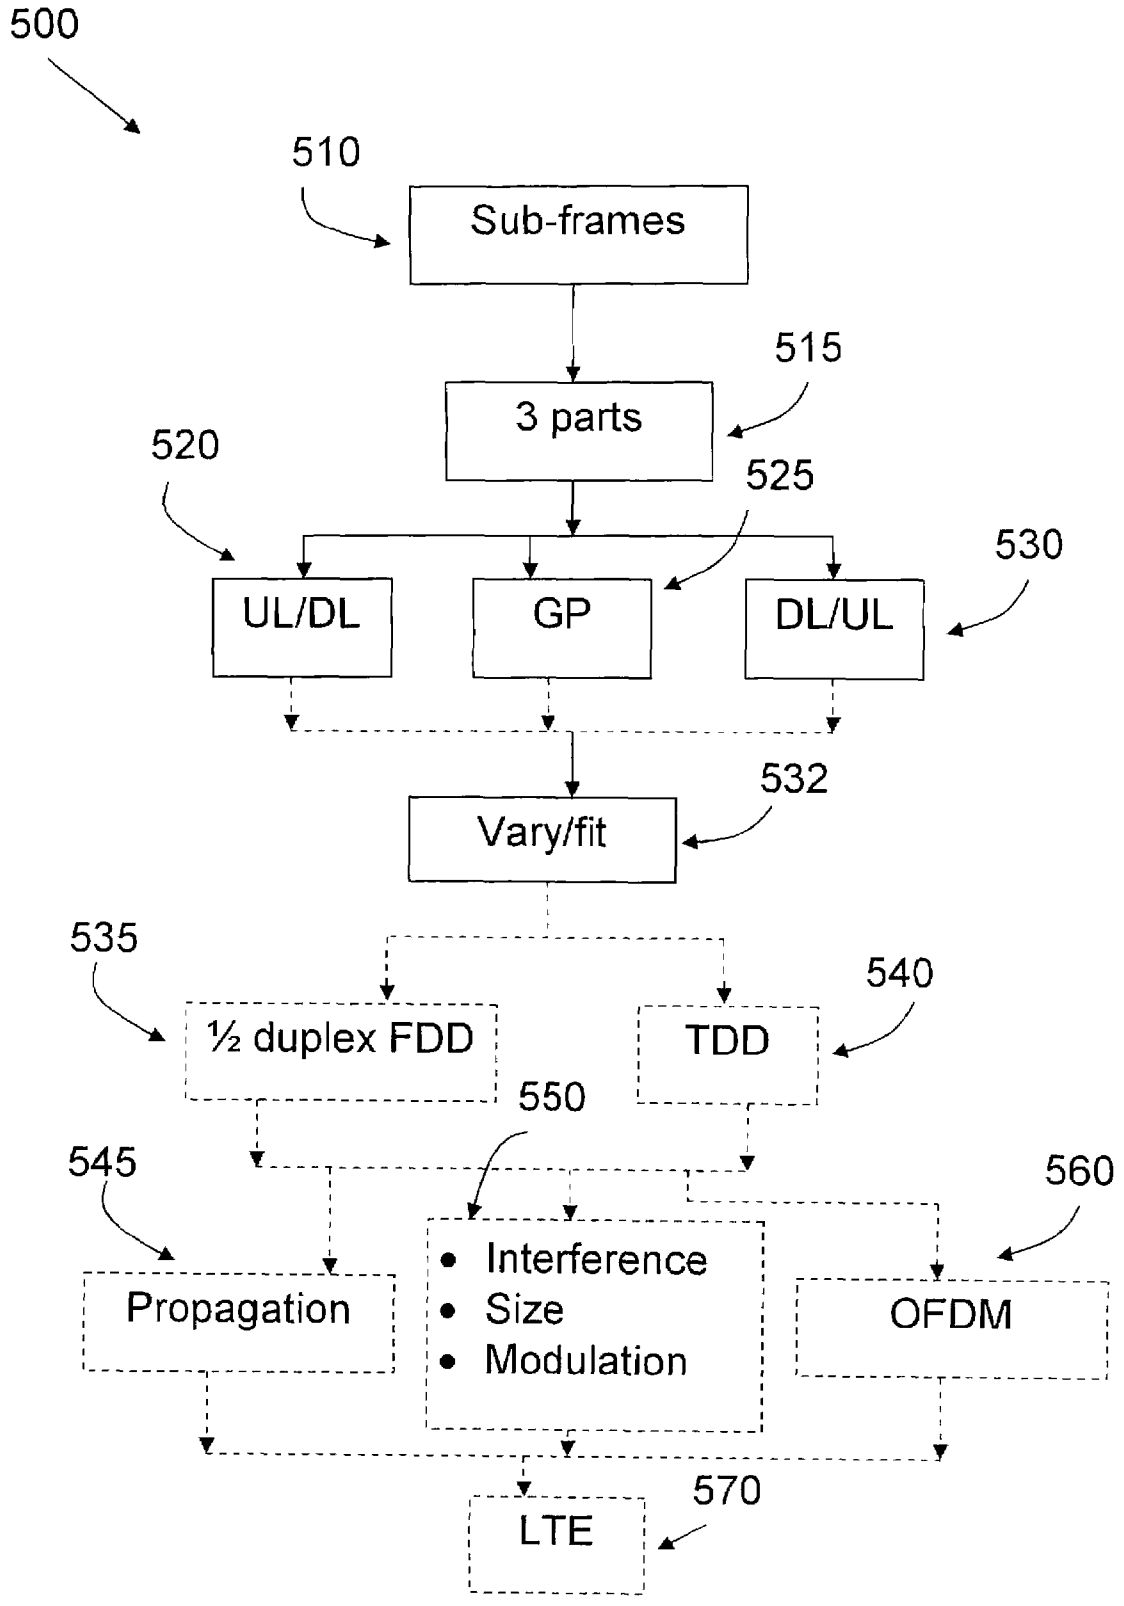 500
510
Sub-frames
515
3 parts
520
525
530
UL/DL
GP
DL/UL
532
Vary/fit
535
540
½ duplex FDD
TDD
550
545
560
• Interference
Propagation
OFDM
• Size
• Modulation
570
LTE